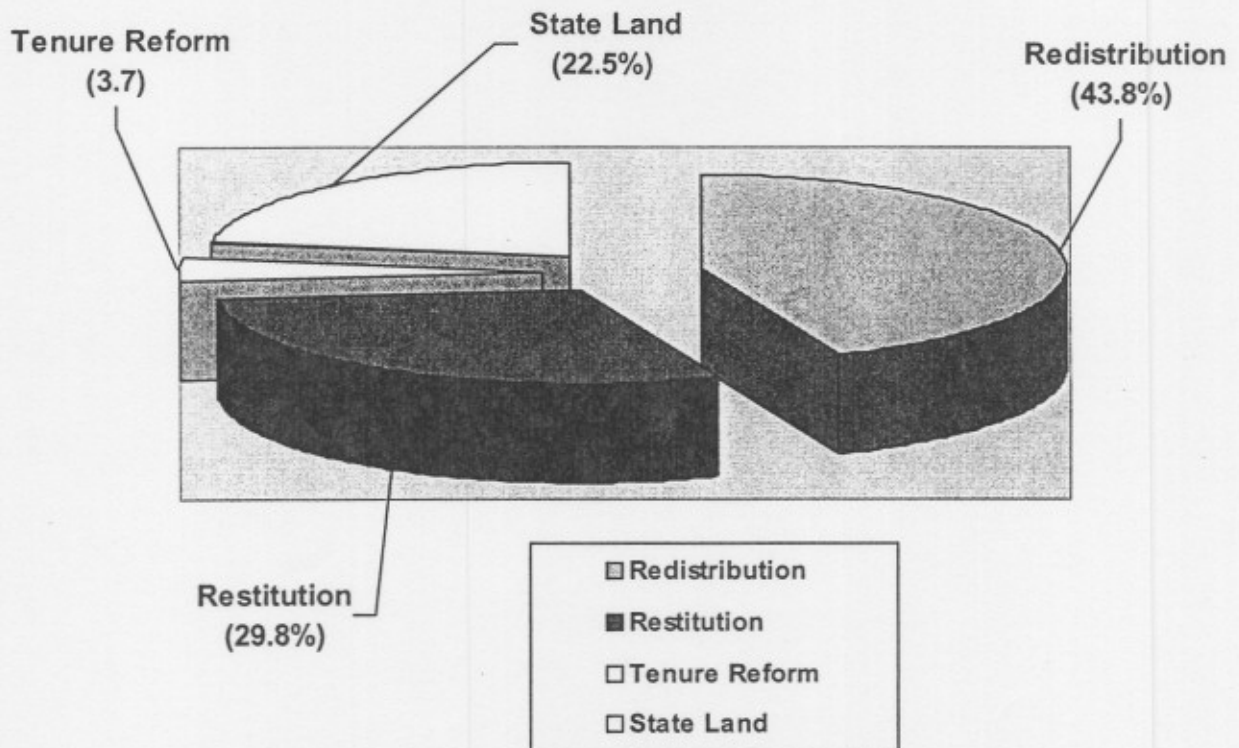 State Land
(22.5%)
Tenure Reform
(3.7)
Redistribution
(43.8%)
Restitution
(29.8%)
Redistribution
Restitution
Tenure Reform
State Land